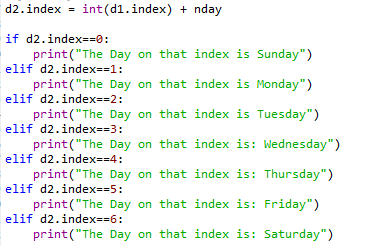 d2.index = int(d1.index) + nday

if d2.index==0:
    print("The Day on that index is Sunday")
elif d2.index==1:
    print("The Day on that index is Monday")
elif d2.index==2:
    print("The Day on that index is Tuesday")
elif d2.index==3:
    print("The Day on that index is: Wednesday")
elif d2.index==4:
    print("The Day on that index is: Thursday")
elif d2.index==5:
    print("The Day on that index is: Friday")
elif d2.index==6:
    print("The Day on that index is: Saturday")